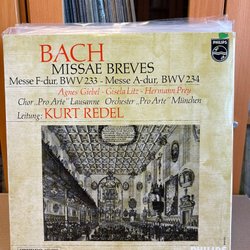 PHILIPS
BACH
MISSAE BREVES
Messe F-dur, BWV 233 - Messe A-dur, BWV 234
Agnes Giebel - Gisela Litz - Hermann Prey
Chor „Pro Arte" Lausanne Orchester „Pro Arte" München
Leitung: KURT REDEL
PHILIPS